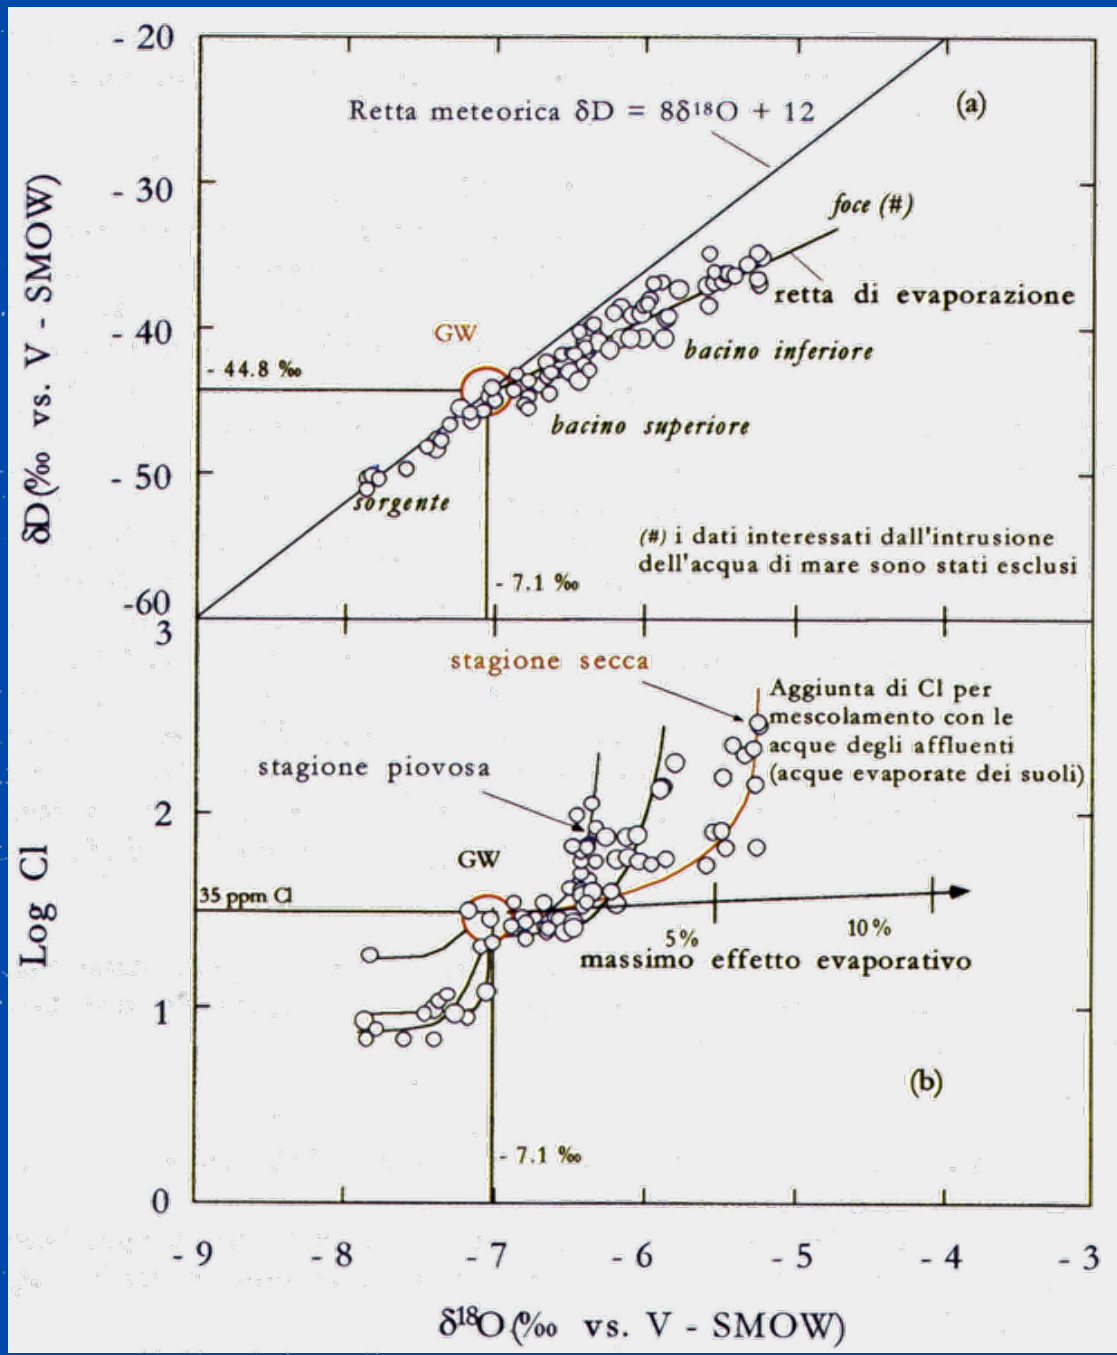 - 20
Retta meteorica δD = 8δ¹⁸O + 12
(a)
- 30
foce (#)
retta di evaporazione
GW
- 40
bacino inferiore
- 44.8 ‰
bacino superiore
- 50
sorgente
(#) i dati interessati dall'intrusione
dell'acqua di mare sono stati esclusi
- 7.1 ‰
-60
δD(‰ vs. V - SMOW)
3
stagione secca
Aggiunta di Cl per
mescolamento con le
acque degli affluenti
(acque evaporate dei suoli)
stagione piovosa
2
GW
35 ppm Cl
5%
10%
massimo effetto evaporativo
1
(b)
- 7.1 ‰
0
Log Cl
- 9
- 8
- 7
- 6
- 5
- 4
- 3
δ¹⁸O(‰ vs. V - SMOW)